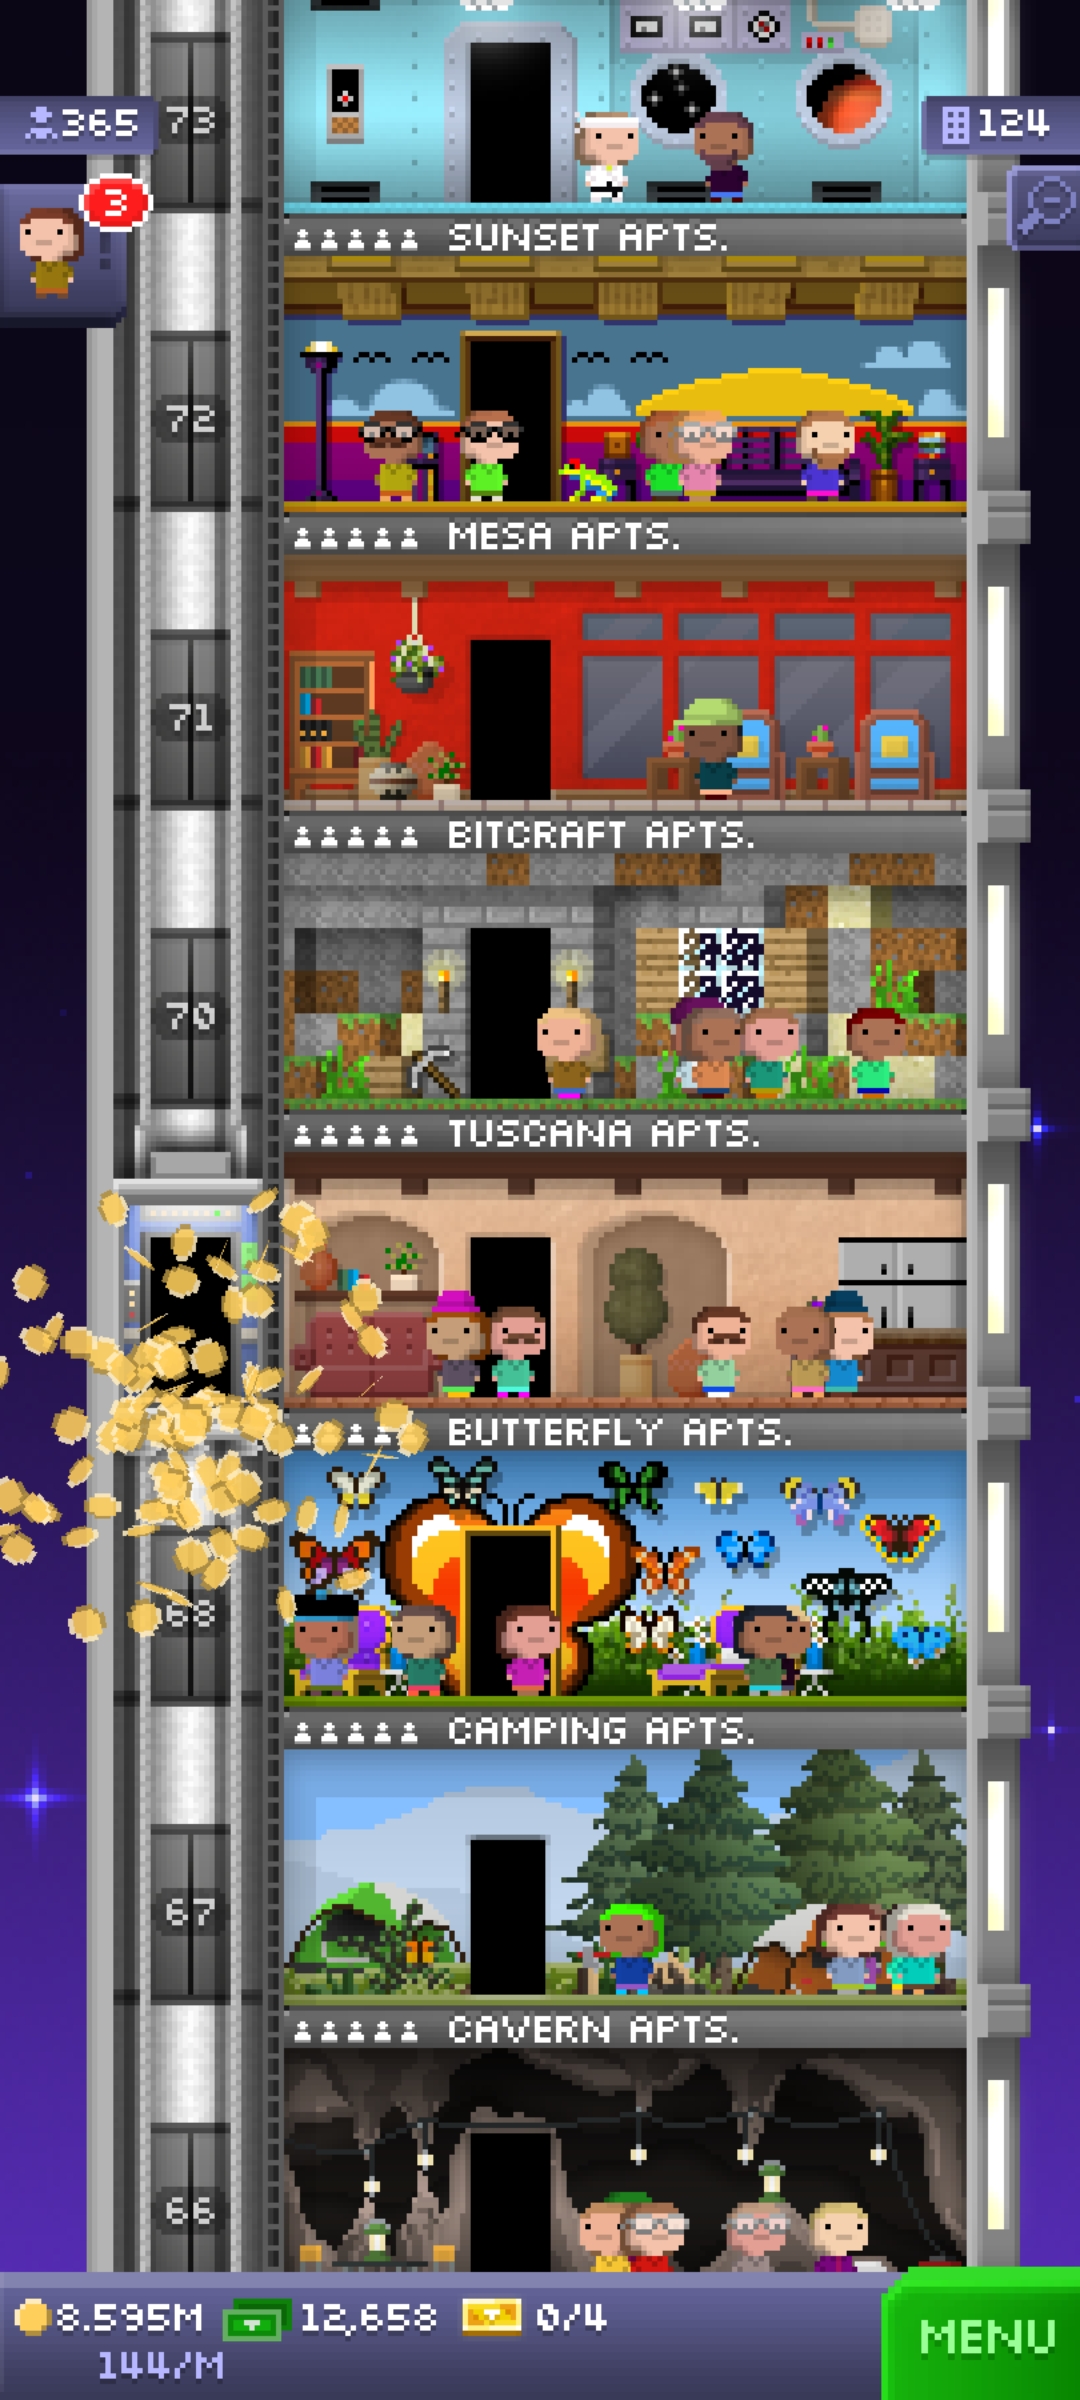 365
73
124
3
SUNSET APTS.
72
MESA APTS.
71
BITCRAFT APTS.
70
TUSCANA APTS.
BUTTERFLY APTS.
68
CAMPING APTS.
67
CAVERN APTS.
66
8.595M 12,658 0/4
144/M
MENU